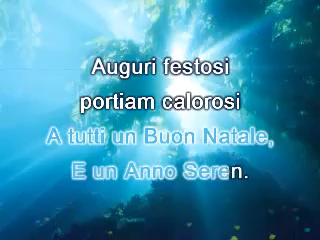 Auguri festosi
portiam calorosi
A tutti un Buon Natale,
E un Anno Seren.